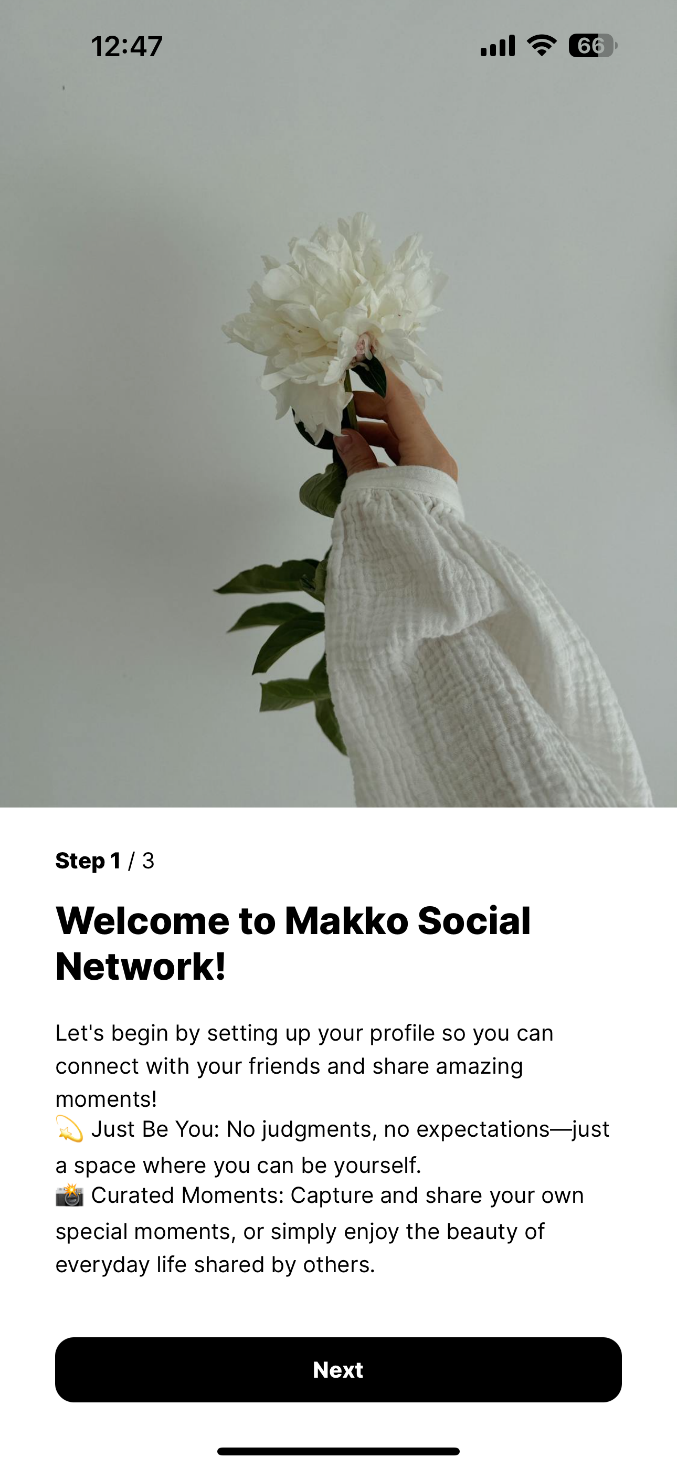 12:47
66
Step 1 / 3
Welcome to Makko Social
Network!
Let's begin by setting up your profile so you can
connect with your friends and share amazing
moments!
💫 Just Be You: No judgments, no expectations—just
a space where you can be yourself.
📸 Curated Moments: Capture and share your own
special moments, or simply enjoy the beauty of
everyday life shared by others.
Next